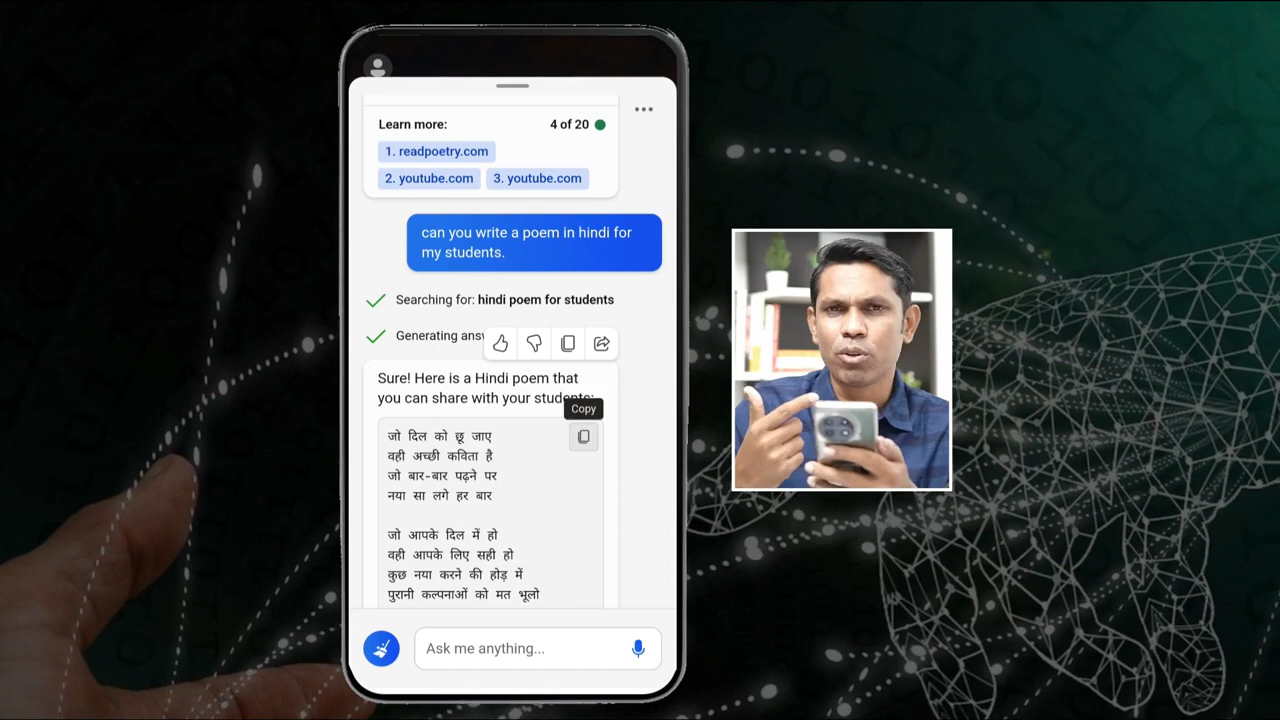 Learn more:
4 of 20
1. readpoetry.com
2. youtube.com
3. youtube.com
can you write a poem in hindi for
my students.
Searching for: hindi poem for students
Generating answ
Sure! Here is a Hindi poem that
you can share with your students:
Copy
जो दिल को छू जाए
वही अच्छी कविता है
जो बार-बार पढ़ने पर
नया सा लगे हर बार
जो आपके दिल में हो
वही आपके लिए सही हो
कुछ नया करने की होड़ में
पुरानी कल्पनाओं को मत भूलो
Ask me anything...